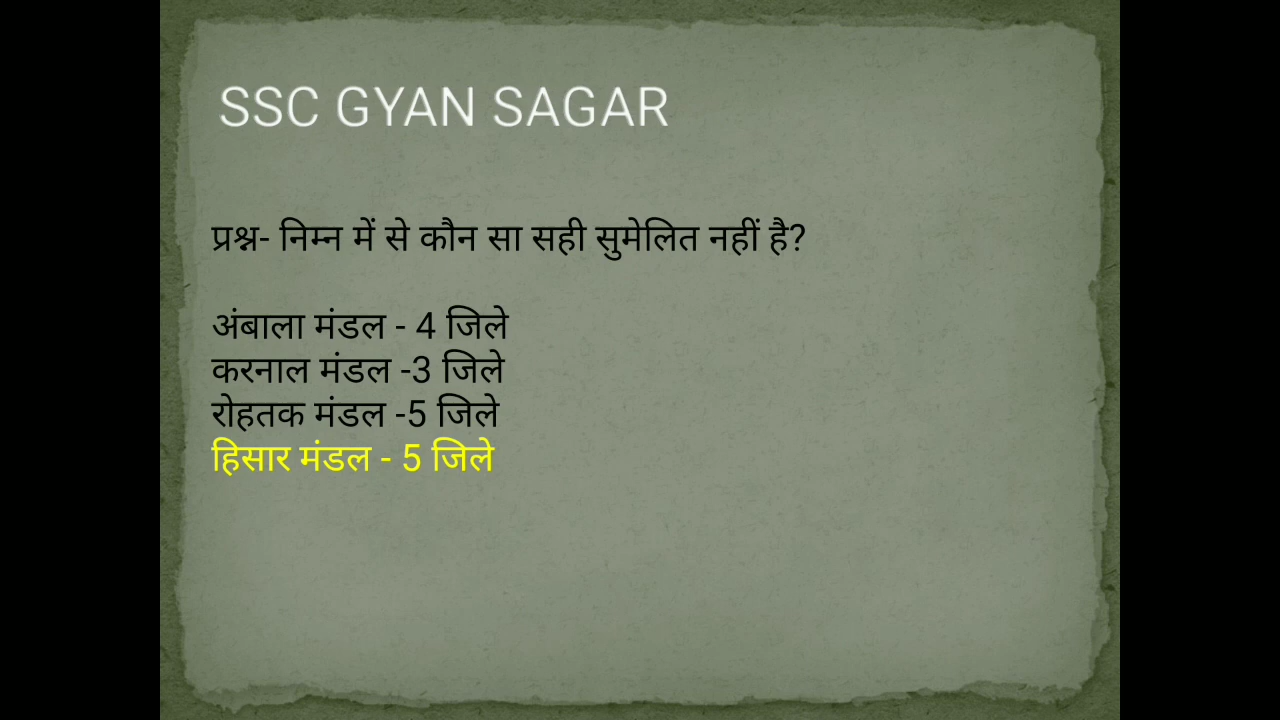 SSC GYAN SAGAR
प्रश्न- निम्न में से कौन सा सही सुमेलित नहीं है?
अंबाला मंडल - 4 जिले
करनाल मंडल -3 जिले
रोहतक मंडल -5 जिले
हिसार मंडल - 5 जिले